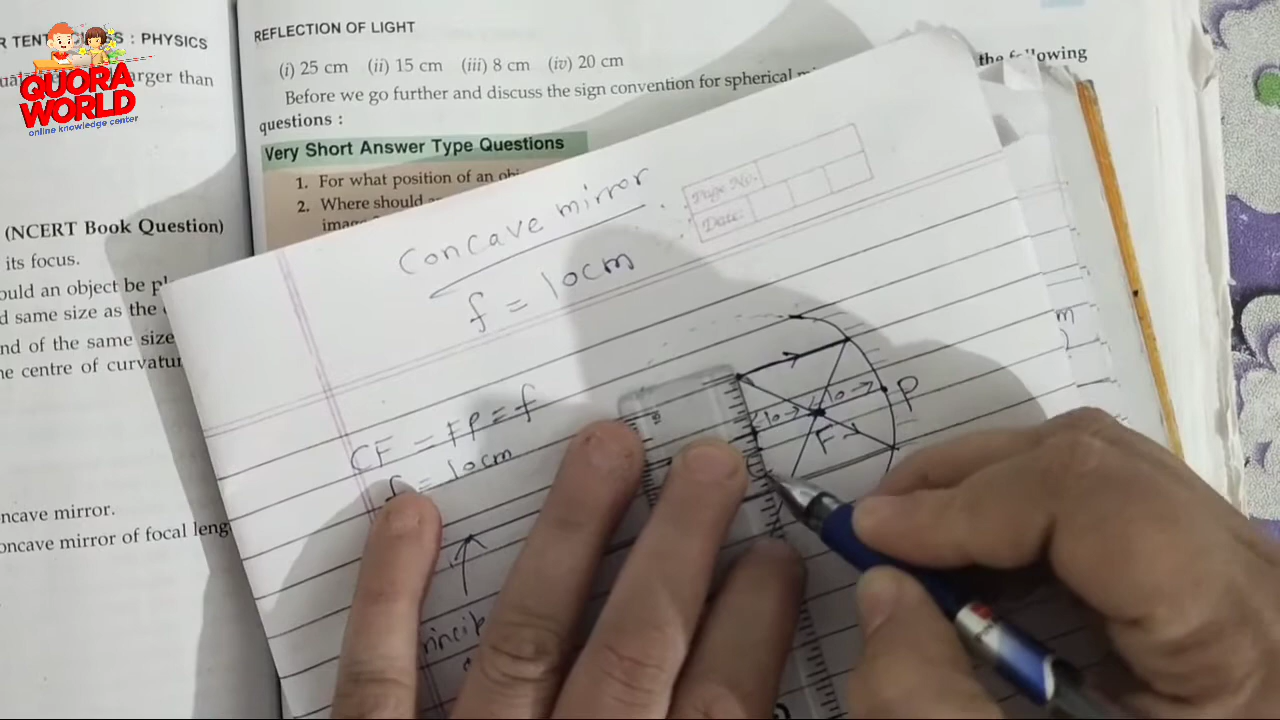 QUORA
WORLD
online knowledge center
: PHYSICS
arger than
(NCERT Book Question)
its focus.
ould an object be
d same size as the
nd of the same size
ne centre of
ncave mirror.
oncave mirror of focal
REFLECTION OF LIGHT
(i) 25 cm (ii) 15 cm (iii) 8 cm (iv) 20 cm
Before we go further and discuss the sign convention for spherical
the following
questions :
Very Short Answer Type Questions
1. For what position of an
2. Where should
Page No.
Date:
Concave mirror
f = 10cm
CF = FP = f
f = 10cm
10 10
P
F